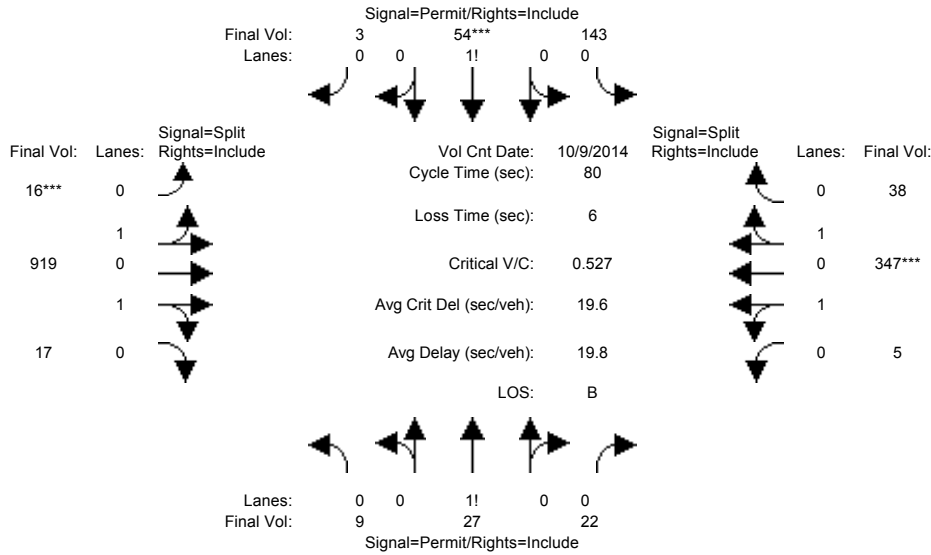 Signal=Permit/Rights=Include
Final Vol: 3 54*** 143
Lanes: 0 0 1! 0 0
Signal=Split Signal=Split
Final Vol: Lanes: Rights=Include Vol Cnt Date: 10/9/2014 Rights=Include Lanes: Final Vol:
Cycle Time (sec): 80
16*** 0 0 38
Loss Time (sec): 6
1 1
919 0 Critical V/C: 0.527 0 347***
1 Avg Crit Del (sec/veh): 19.6 1
17 0 Avg Delay (sec/veh): 19.8 0 5
LOS: B
Lanes: 0 0 1! 0 0
Final Vol: 9 27 22
Signal=Permit/Rights=Include